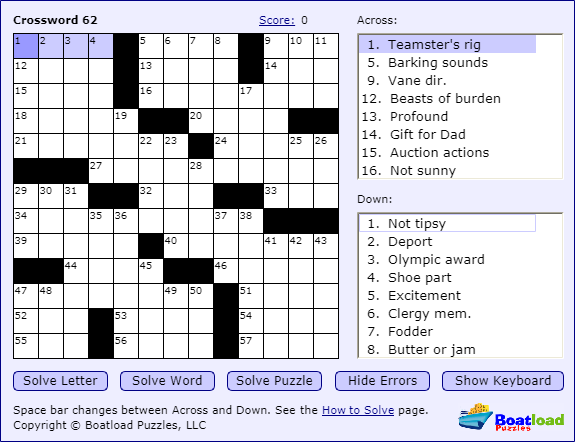 Crossword 62 Score: 0
1 2 3 4 5 6 7 8 9 10 11
12 13 14
15 16 17
18 19 20
21 22 23 24 25 26
27 28
29 30 31 32 33
34 35 36 37 38
39 40 41 42 43
44 45 46
47 48 49 50 51
52 53 54
55 56 57
Across:
1. Teamster's rig
5. Barking sounds
9. Vane dir.
12. Beasts of burden
13. Profound
14. Gift for Dad
15. Auction actions
16. Not sunny
Down:
1. Not tipsy
2. Deport
3. Olympic award
4. Shoe part
5. Excitement
6. Clergy mem.
7. Fodder
8. Butter or jam
Solve Letter Solve Word Solve Puzzle Hide Errors Show Keyboard
Space bar changes between Across and Down. See the How to Solve page.
Copyright © Boatload Puzzles, LLC
Boatload
Puzzles